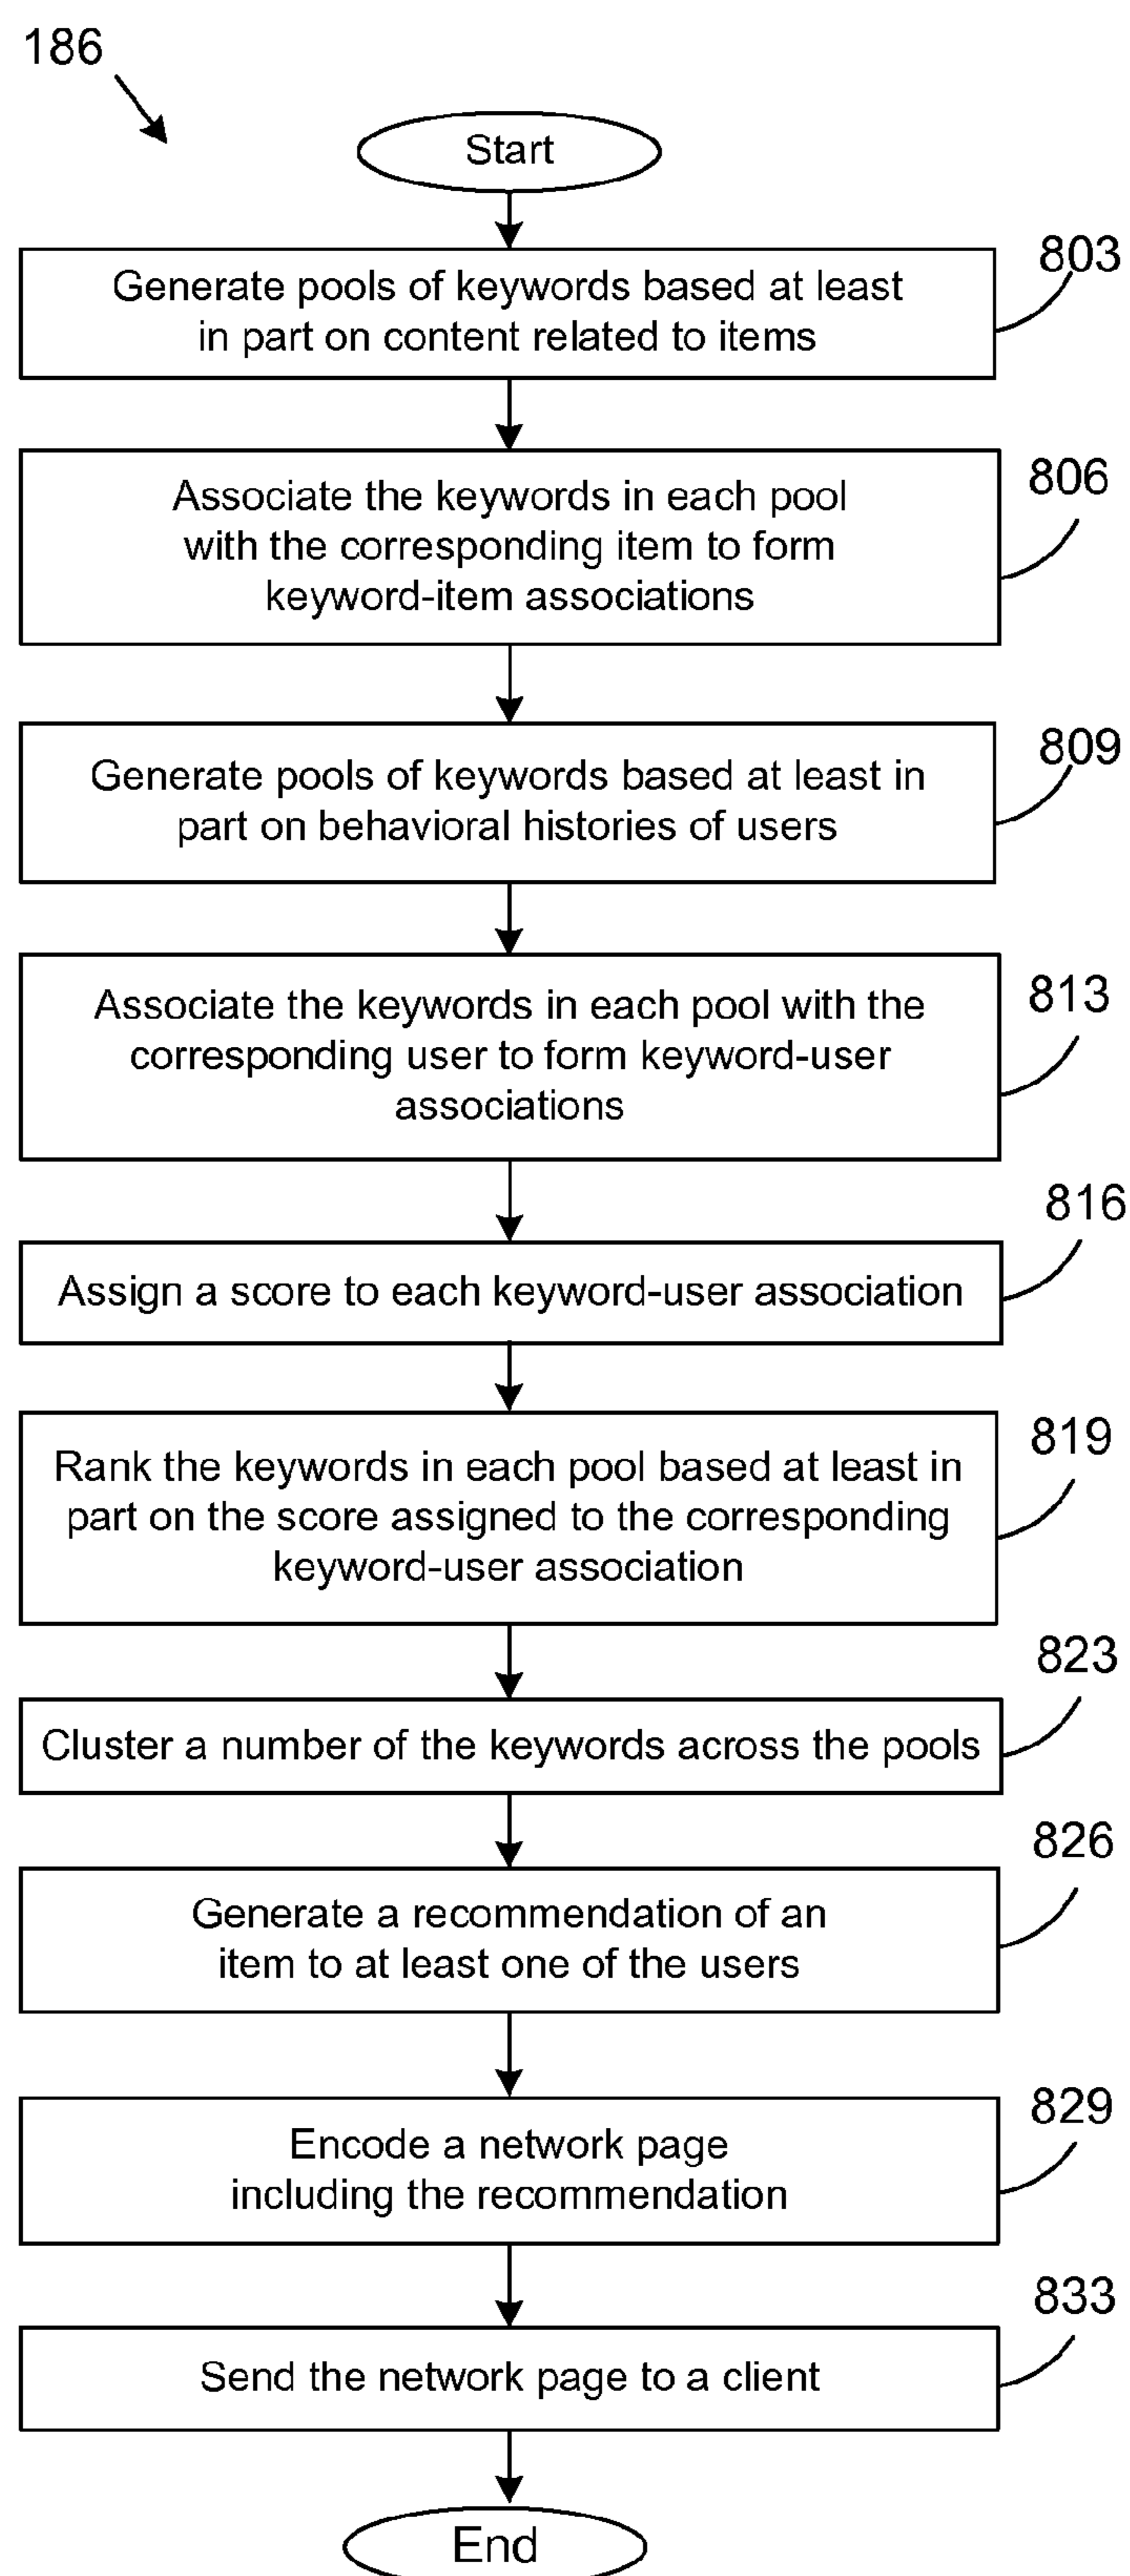 186
Start
803
Generate pools of keywords based at least
in part on content related to items
806
Associate the keywords in each pool
with the corresponding item to form
keyword-item associations
809
Generate pools of keywords based at least in
part on behavioral histories of users
813
Associate the keywords in each pool with the
corresponding user to form keyword-user
associations
816
Assign a score to each keyword-user association
819
Rank the keywords in each pool based at least in
part on the score assigned to the corresponding
keyword-user association
823
Cluster a number of the keywords across the pools
826
Generate a recommendation of an
item to at least one of the users
829
Encode a network page
including the recommendation
833
Send the network page to a client
End